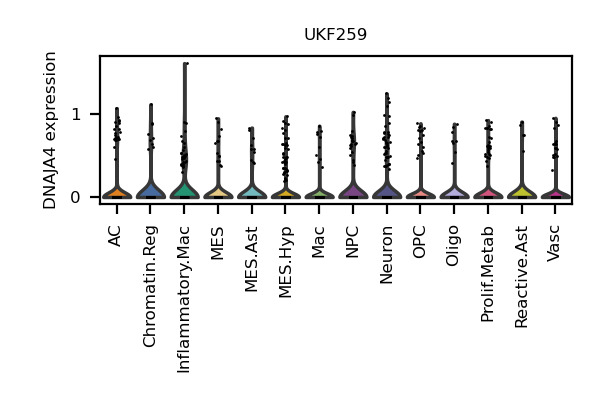 UKF259
DNAJA4 expression
1
0
AC
Chromatin.Reg
Inflammatory.Mac
MES
MES.Ast
MES.Hyp
Mac
NPC
Neuron
OPC
Oligo
Prolif.Metab
Reactive.Ast
Vasc